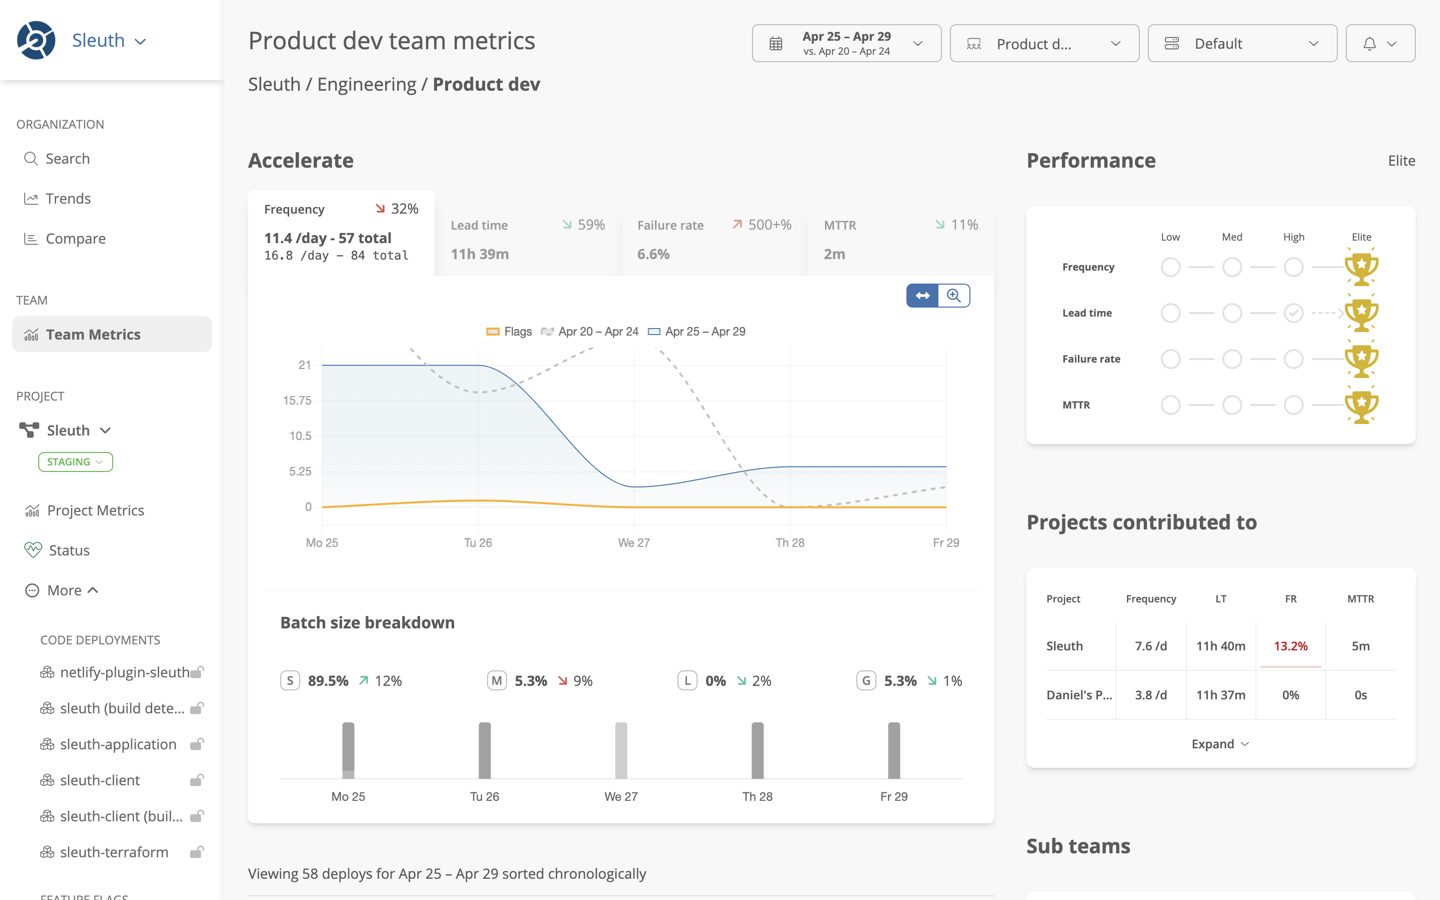 Sleuth
Product dev team metrics
Apr 25 – Apr 29
vs. Apr 20 – Apr 24
Product d...
Default
Sleuth / Engineering / Product dev
ORGANIZATION
Search
Trends
Compare
TEAM
Team Metrics
PROJECT
Sleuth
STAGING
Project Metrics
Status
More
CODE DEPLOYMENTS
netlify-plugin-sleuth
sleuth (build dete...
sleuth-application
sleuth-client
sleuth-client (buil...
sleuth-terraform
FEATURE FLAGS
Accelerate
Frequency 32%
11.4 /day - 57 total
16.8 /day – 84 total
Lead time 59%
11h 39m
Failure rate 500+%
6.6%
MTTR 11%
2m
Flags Apr 20 – Apr 24 Apr 25 – Apr 29
21
15.75
10.5
5.25
0
Mo 25 Tu 26 We 27 Th 28 Fr 29
Batch size breakdown
S 89.5% 12% M 5.3% 9% L 0% 2% G 5.3% 1%
Mo 25 Tu 26 We 27 Th 28 Fr 29
Viewing 58 deploys for Apr 25 – Apr 29 sorted chronologically
Performance Elite
Low Med High Elite
Frequency
Lead time
Failure rate
MTTR
Projects contributed to
Project Frequency LT FR MTTR
Sleuth 7.6 /d 11h 40m 13.2% 5m
Daniel's P... 3.8 /d 11h 37m 0% 0s
Expand
Sub teams